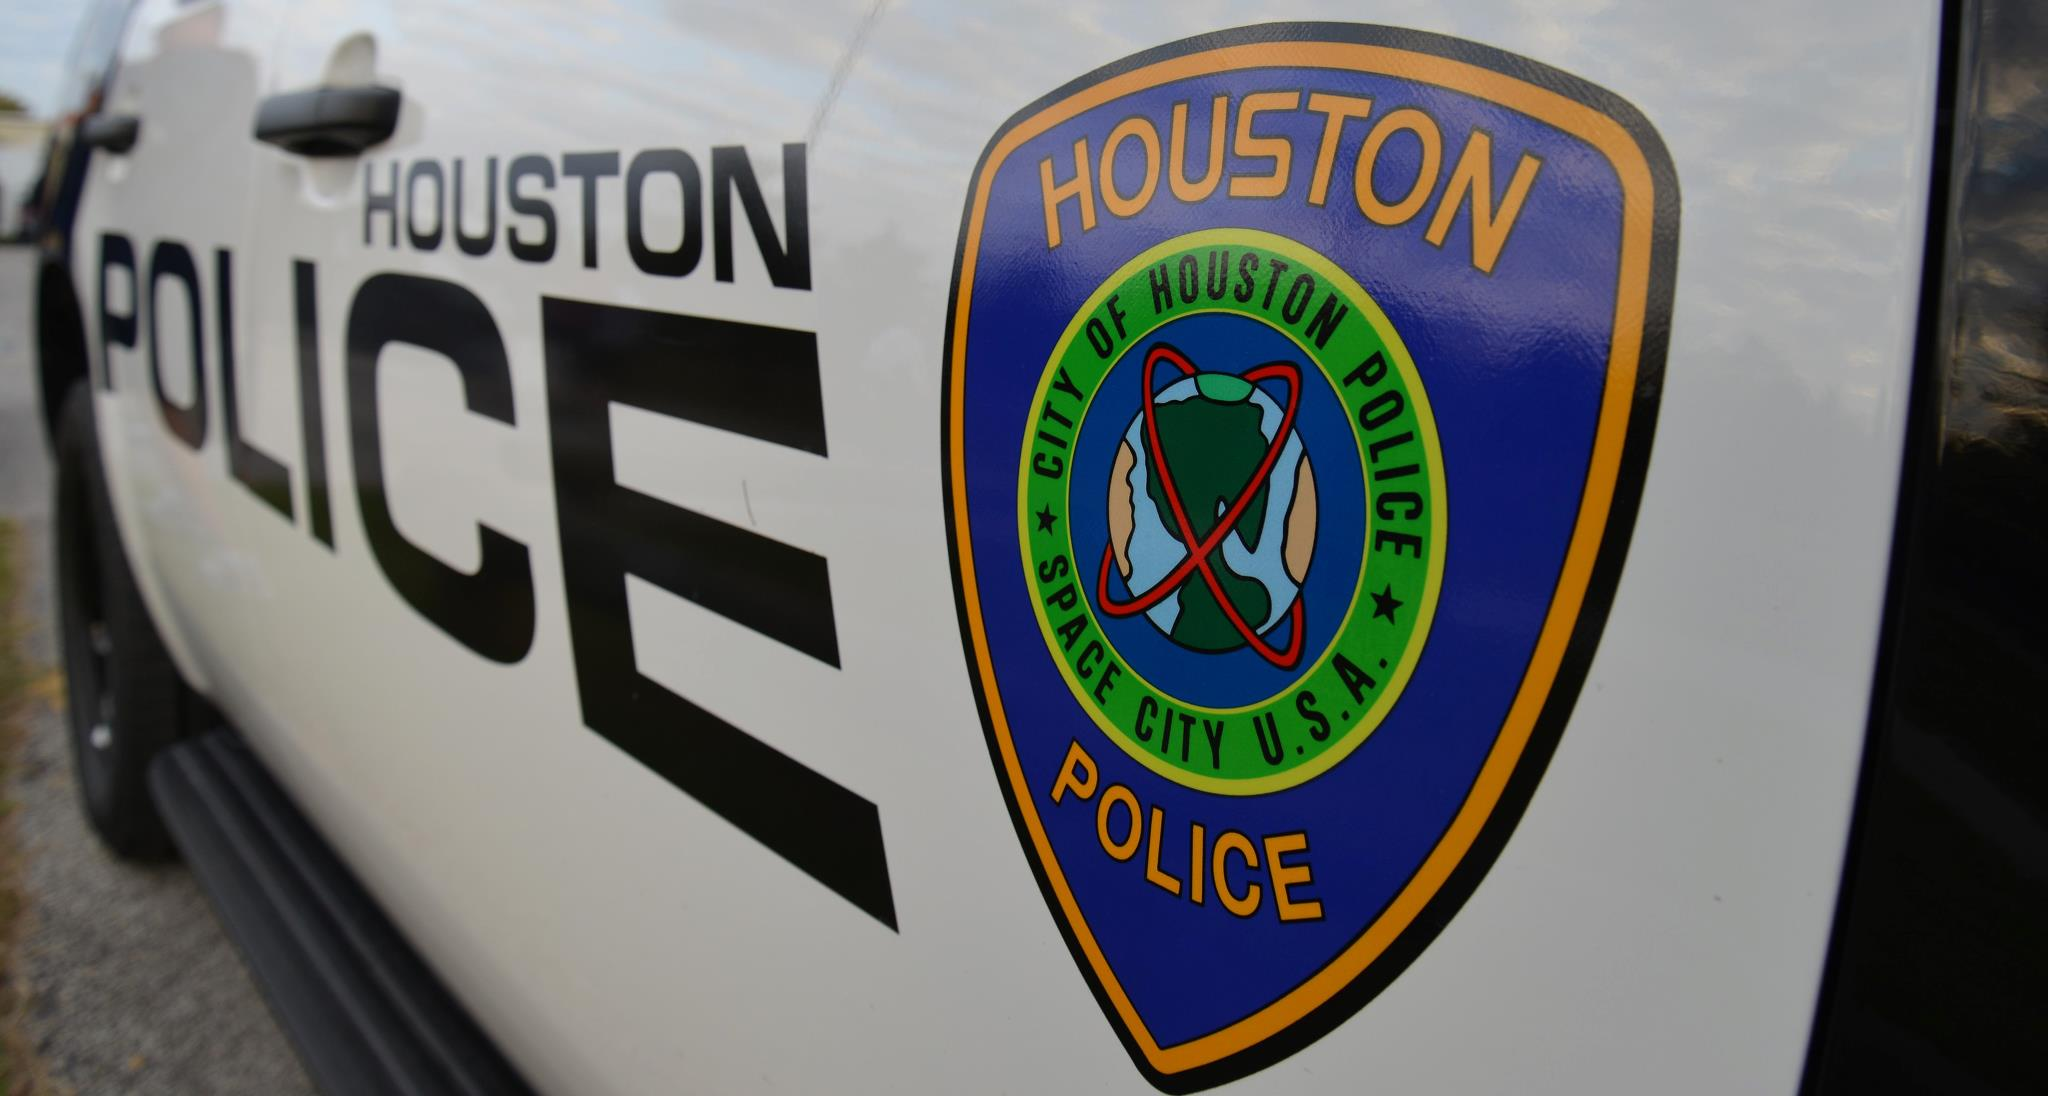 HOUSTON
POLICE
HOUSTON
CITY OF HOUSTON POLICE
★ SPACE CITY U.S.A. ★
POLICE